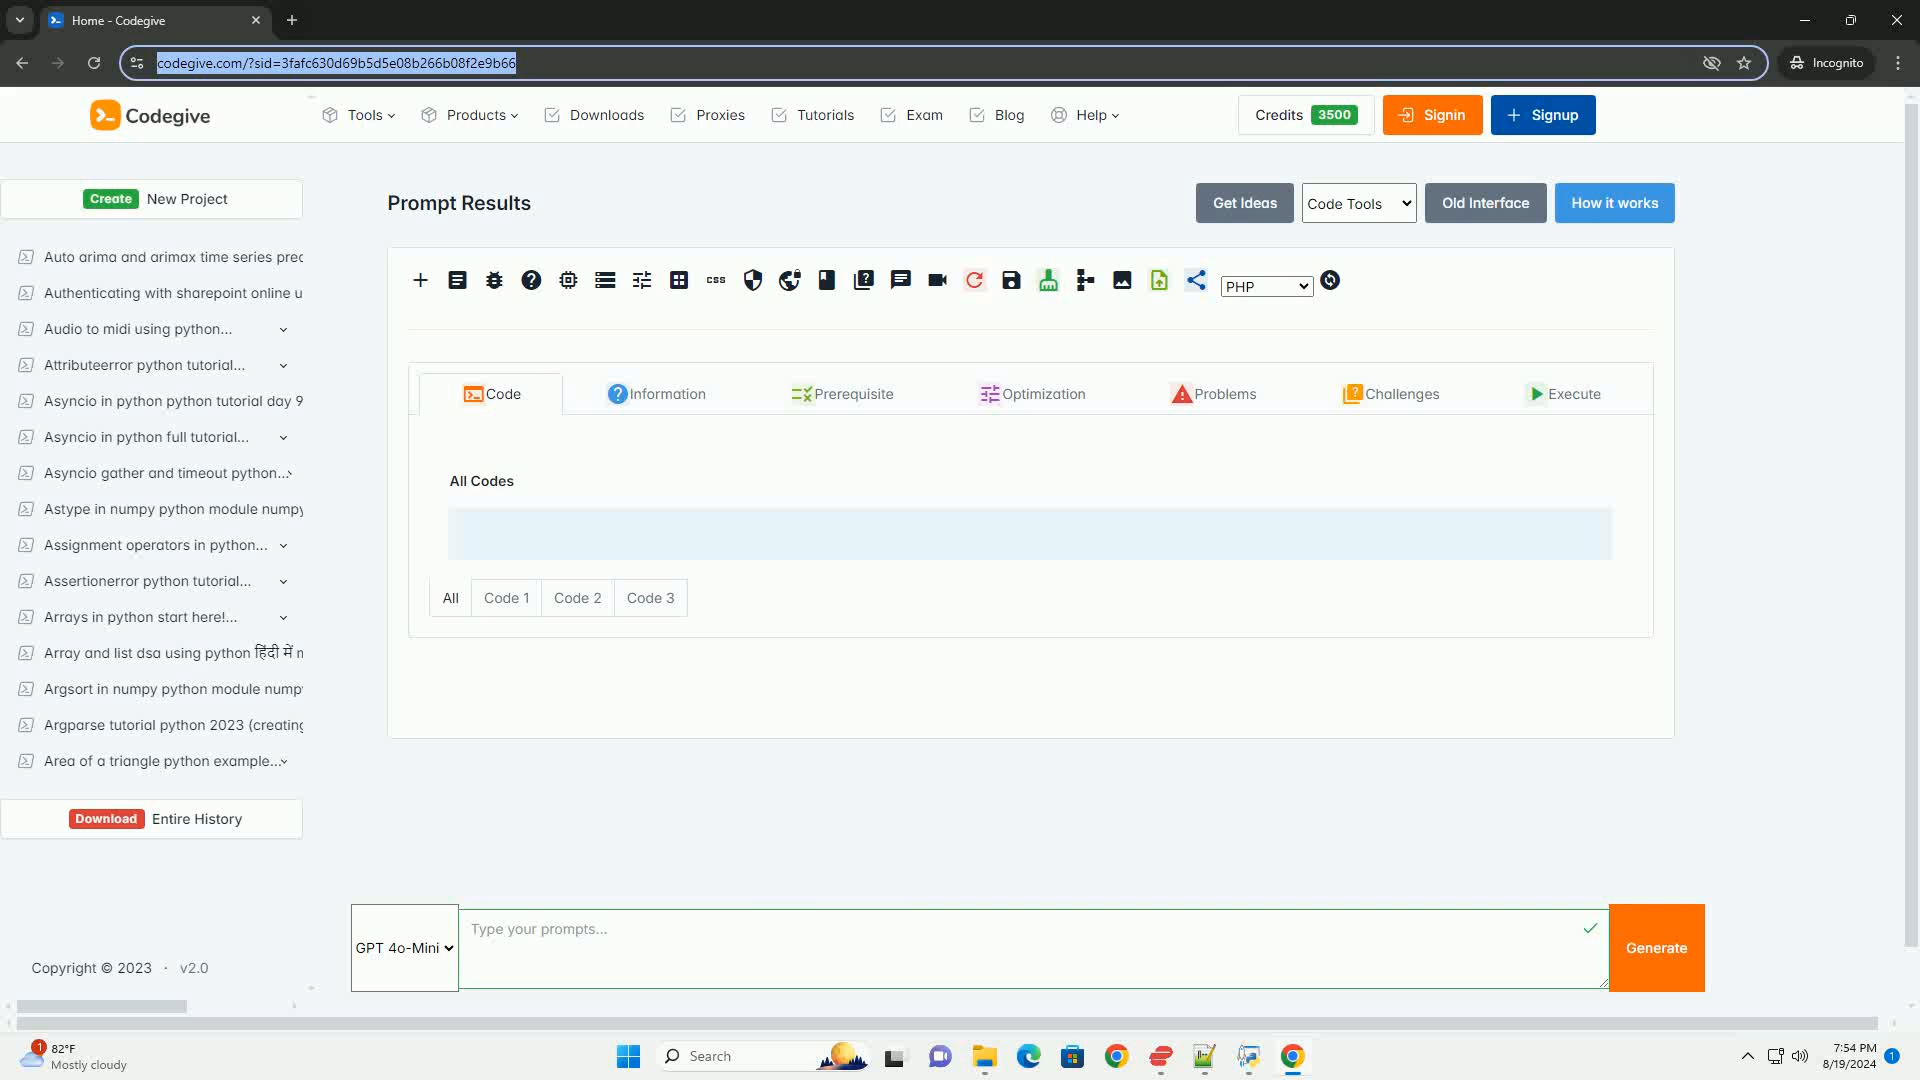 Home - Codegive
codegive.com/?sid=3fafc630d69b5d5e08b266b08f2e9b66
Incognito
Codegive
Tools
Products
Downloads
Proxies
Tutorials
Exam
Blog
Help
Credits 3500
Signin
Signup
Create New Project
Prompt Results
Get Ideas
Code Tools
Old Interface
How it works
Auto arima and arimax time series prec
Authenticating with sharepoint online u
Audio to midi using python...
Attributeerror python tutorial...
Asyncio in python python tutorial day 9
Asyncio in python full tutorial...
Asyncio gather and timeout python...
Astype in numpy python module numpy
Assignment operators in python...
Assertionerror python tutorial...
Arrays in python start here!...
Array and list dsa using python हिंदी में n
Argsort in numpy python module nump
Argparse tutorial python 2023 (creating
Area of a triangle python example...
Download Entire History
Copyright © 2023 · v2.0
css
PHP
Code
Information
Prerequisite
Optimization
Problems
Challenges
Execute
All Codes
All
Code 1
Code 2
Code 3
GPT 4o-Mini
Type your prompts...
Generate
1
82°F
Mostly cloudy
Search
7:54 PM
8/19/2024
1